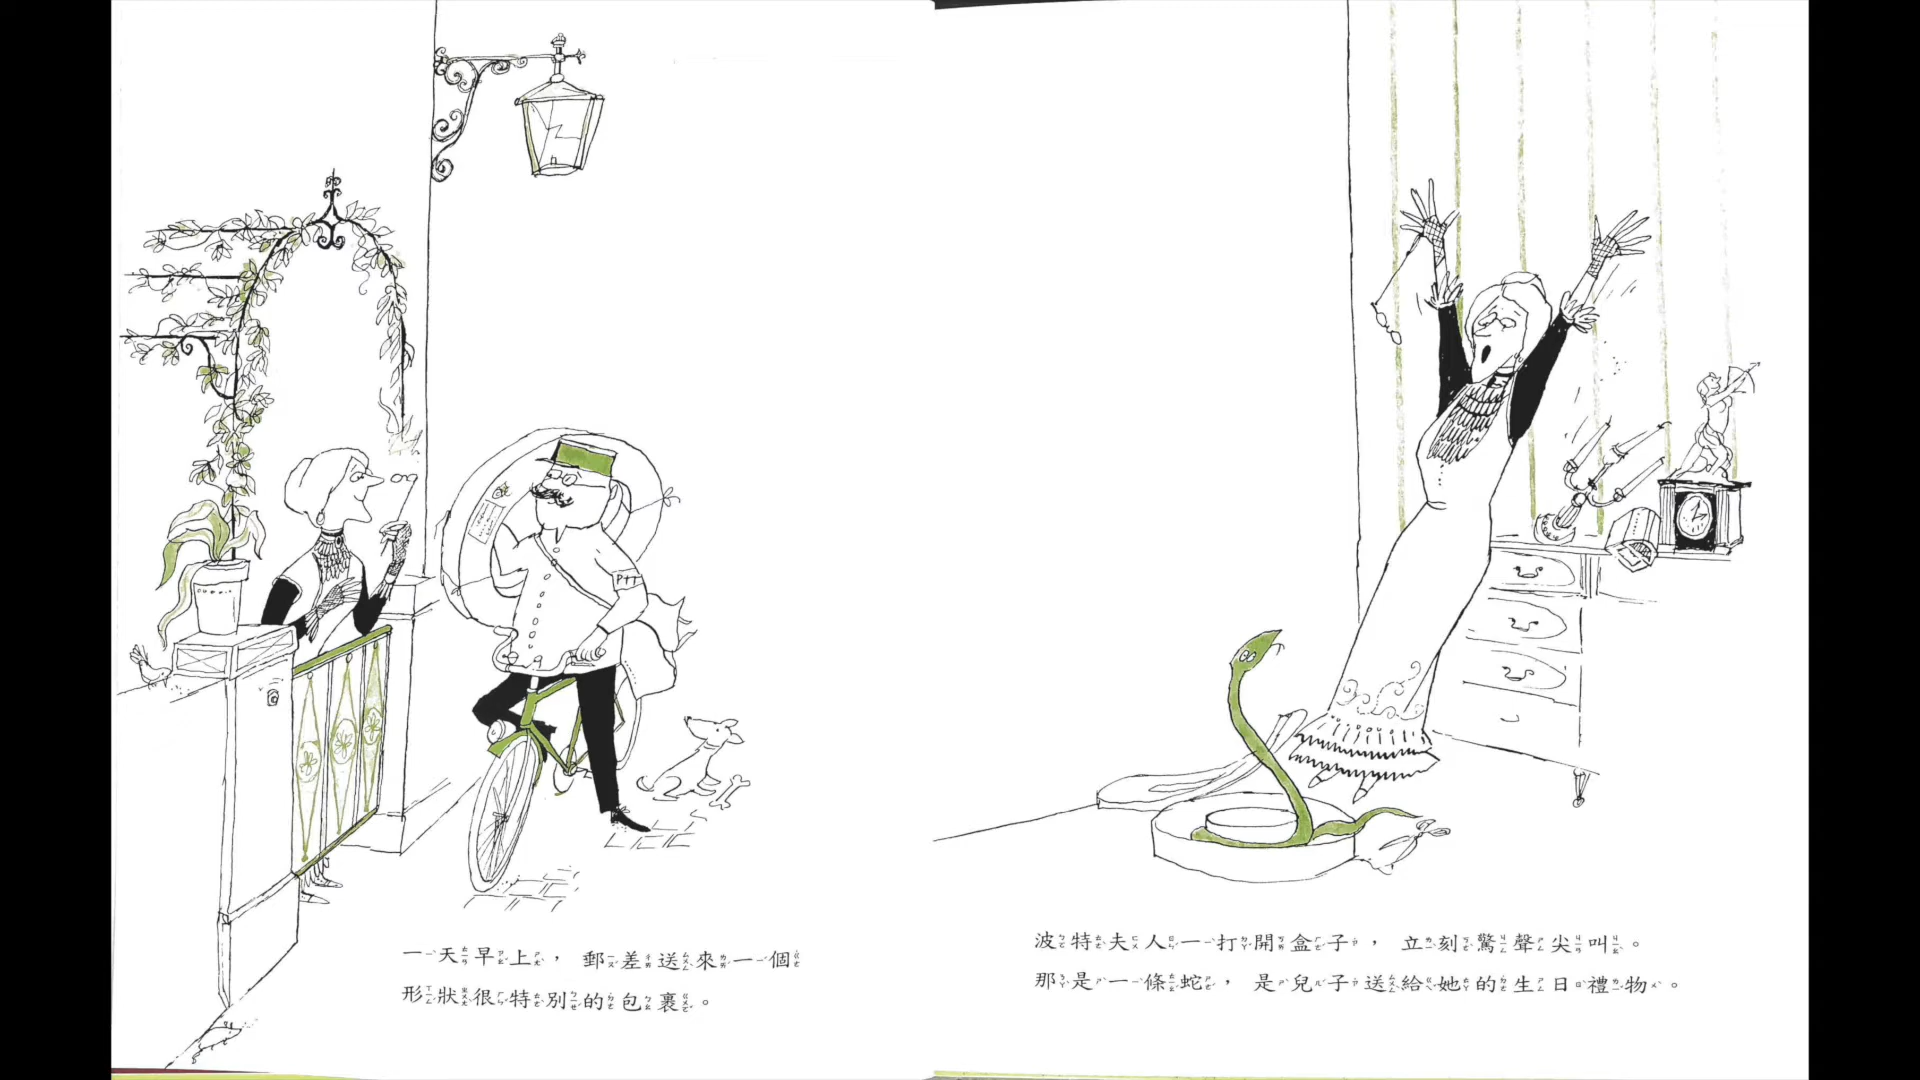 PTT
一天早上，郵差送來一個
形狀很特別的包裹。
波特夫人一打開盒子，立刻驚聲尖叫。
那是一條蛇，是兒子送給她的生日禮物。